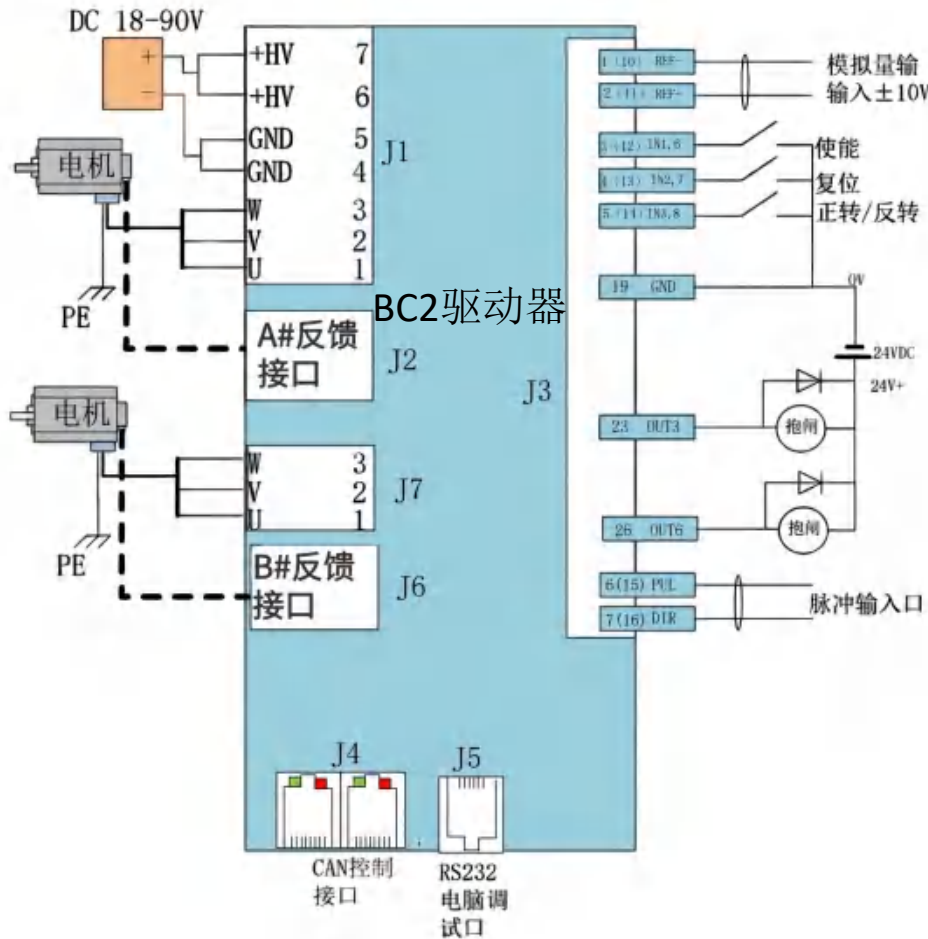 DC 18-90V
+
−
+HV 7
+HV 6
GND 5
GND 4
W 3
V 2
U 1
J1
电机
PE
A#反馈
接口
J2
BC2驱动器
电机
PE
W 3
V 2
U 1
J7
B#反馈
接口
J6
J3
1(10) REF-
2(11) REF-
模拟量输
输入±10V
3(12) IN1,6
使能
4(13) IN2,7
复位
5(14) IN3,8
正转/反转
19 GND
0V
24VDC
24V+
23 OUT3
抱闸
26 OUT6
抱闸
6(15) PUL
7(16) DIR
脉冲输入口
J4
CAN控制
接口
J5
RS232
电脑调
试口